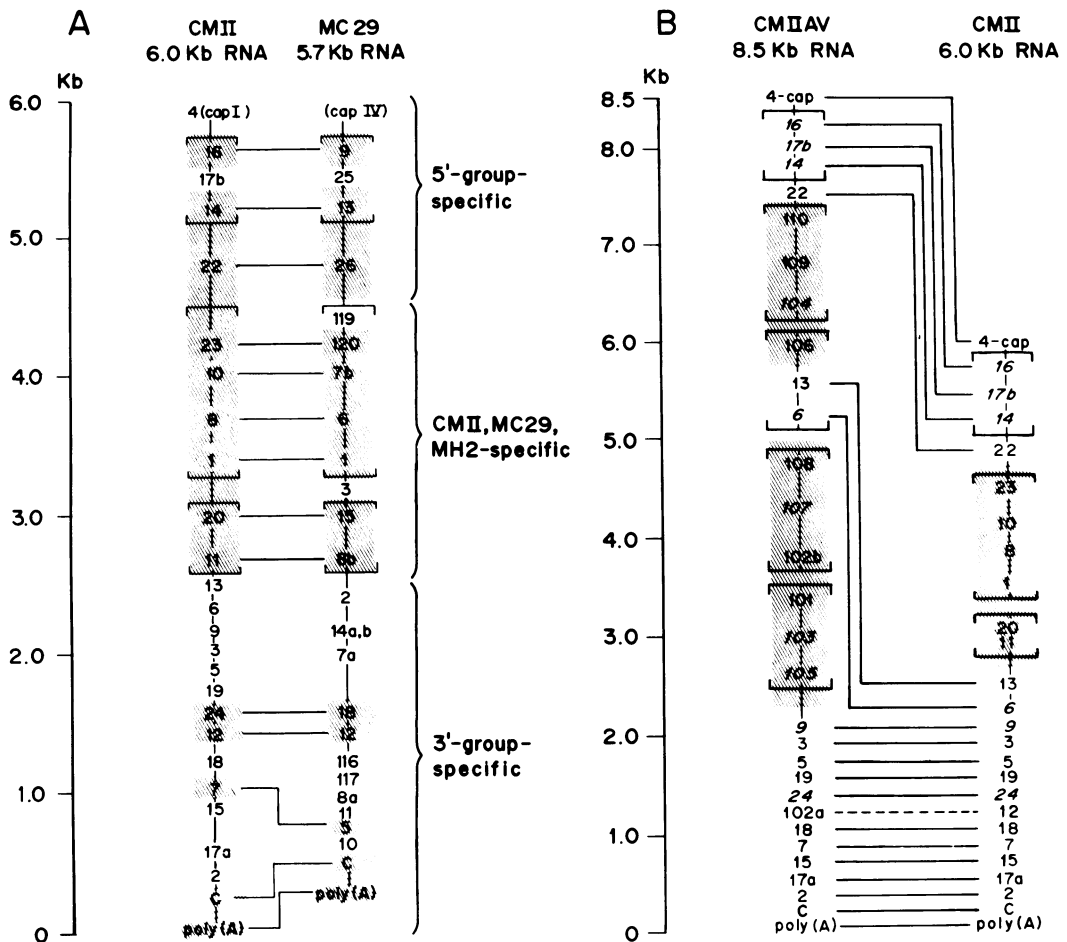 A
CMII
6.0 Kb RNA
MC 29
5.7 Kb RNA
Kb
6.0
5.0
4.0
3.0
2.0
1.0
0
4 (cap I)
16
17b
14
22
23
10
8
1
20
11
13
6
9
3
5
19
24
12
18
7
15
17a
2
C
poly (A)
(cap IV)
9
25
13
26
119
120
7b
6
4
3
15
8b
2
14a,b
7a
18
12
116
117
8a
11
5
10
C
poly (A)
5'-group-
specific
CMII, MC29,
MH2-specific
3'-group-
specific
B
CMIIAV
8.5 Kb RNA
CMII
6.0 Kb RNA
Kb
8.5
8.0
7.0
6.0
5.0
4.0
3.0
2.0
1.0
0
4-cap
16
17b
14
22
110
109
104
106
13
6
108
107
102b
101
103
105
9
3
5
19
24
102a
18
7
15
17a
2
C
poly (A)
4-cap
16
17b
14
22
23
10
8
1
20
13
6
9
3
5
19
24
12
18
7
15
17a
2
C
poly (A)